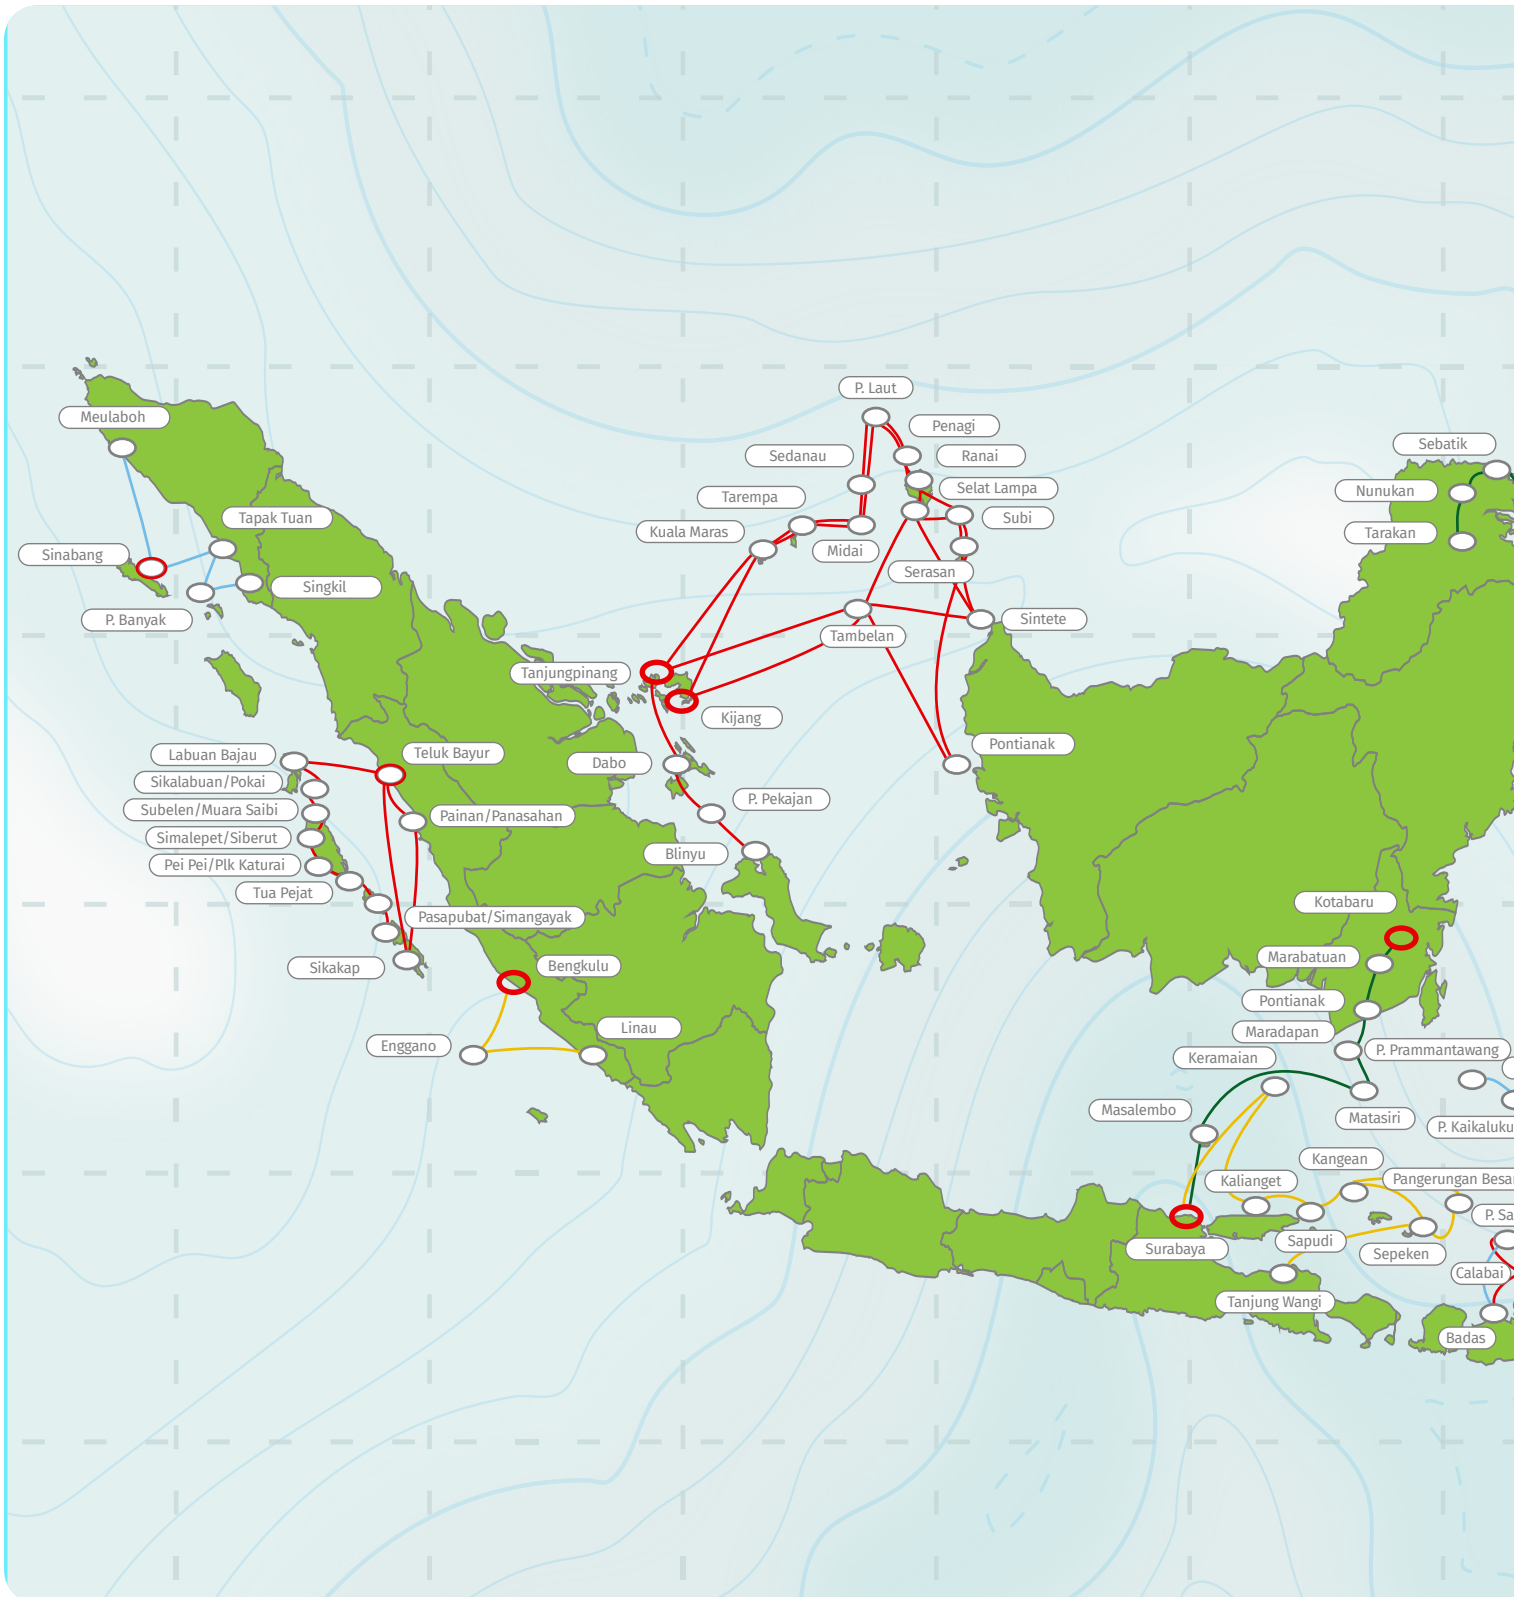 P. Laut
Meulaboh
Penagi
Sebatik
Sedanau
Ranai
Selat Lampa
Nunukan
Tarempa
Tapak Tuan
Subi
Kuala Maras
Tarakan
Midai
Sinabang
Serasan
Singkil
P. Banyak
Sintete
Tambelan
Tanjungpinang
Kijang
Pontianak
Labuan Bajau
Teluk Bayur
Dabo
Sikalabuan/Pokai
P. Pekajan
Subelen/Muara Saibi
Painan/Panasahan
Simalepet/Siberut
Blinyu
Pei Pei/Plk Katurai
Tua Pejat
Kotabaru
Pasapubat/Simangayak
Marabatuan
Sikakap
Bengkulu
Pontianak
Linau
Maradapan
Enggano
P. Prammantawang
Keramaian
Masalembo
Matasiri
P. Kaikaluku
Kangean
Kalianget
Pangerungan Besar
P. Sa
Sapudi
Surabaya
Sepeken
Calabai
Tanjung Wangi
Badas